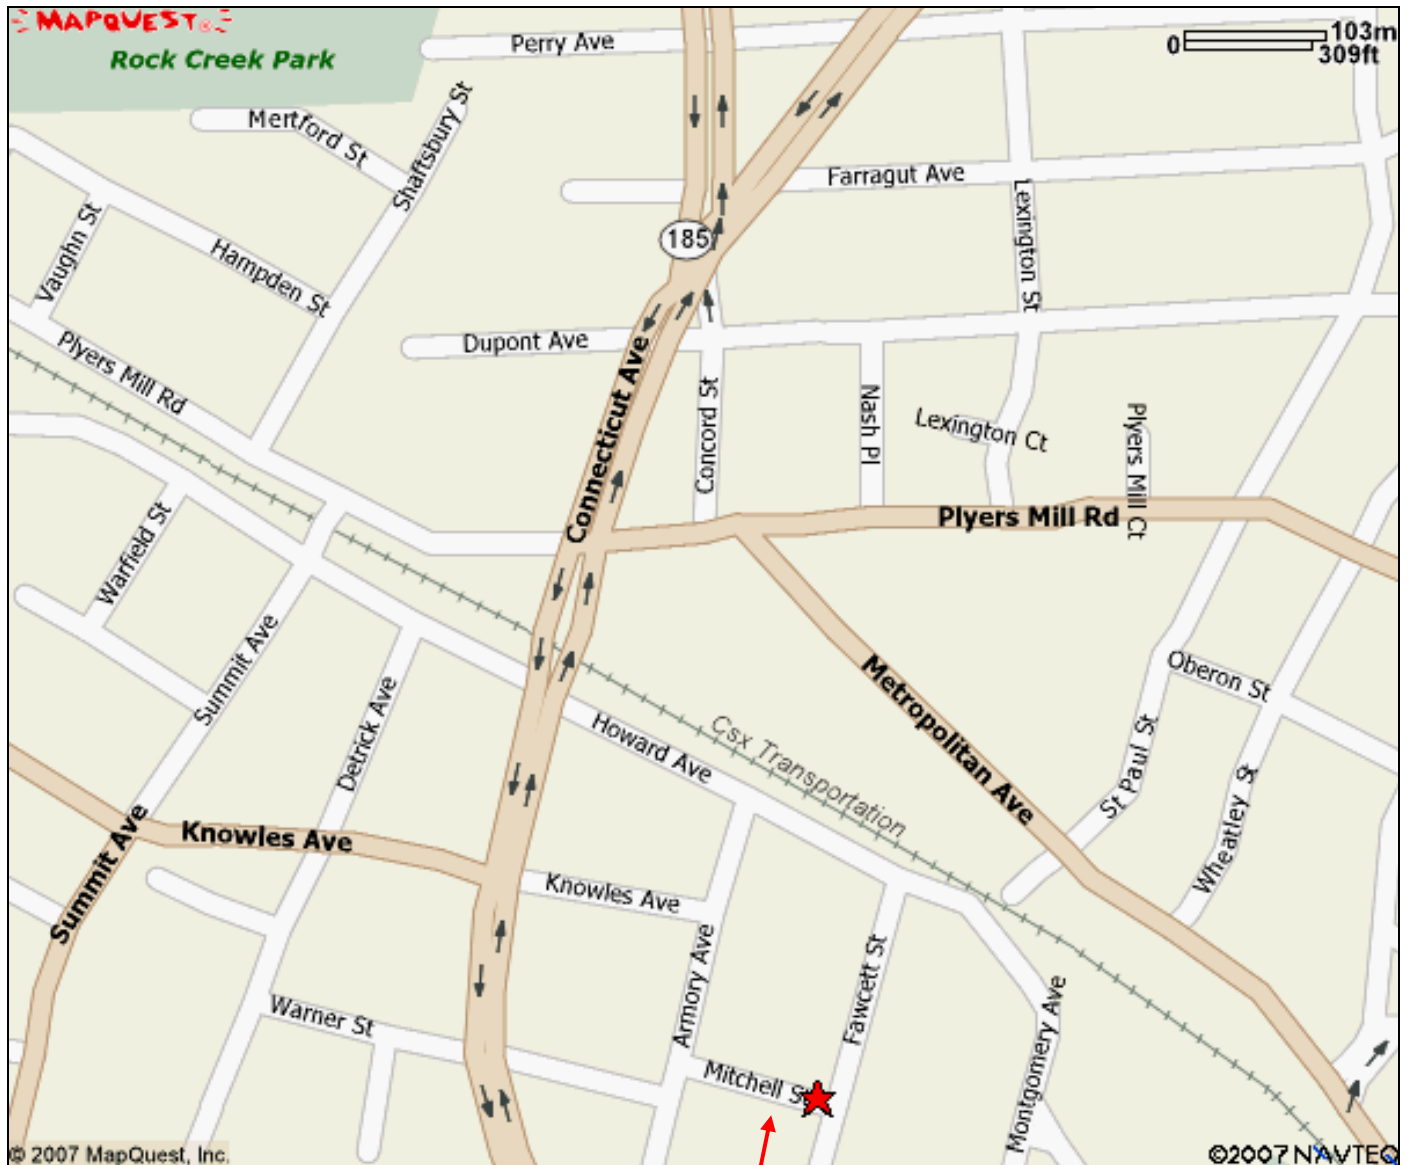 MAPQUEST®
Rock Creek Park
Perry Ave
0
103m
309ft
Mertford St
Shaftsbury St
Farragut Ave
Lexington St
Vaughn St
Hampden St
185
Dupont Ave
Plyers Mill Rd
Connecticut Ave
Concord St
Nash Pl
Lexington Ct
Plyers Mill Ct
Plyers Mill Rd
Warfield St
Summit Ave
Detrick Ave
Howard Ave
Csx Transportation
Metropolitan Ave
Oberon St
St Paul St
Wheatley St
Summit Ave
Knowles Ave
Knowles Ave
Armory Ave
Fawcett St
Warner St
Mitchell St
Montgomery Ave
© 2007 MapQuest, Inc.
©2007 NAVTEQ